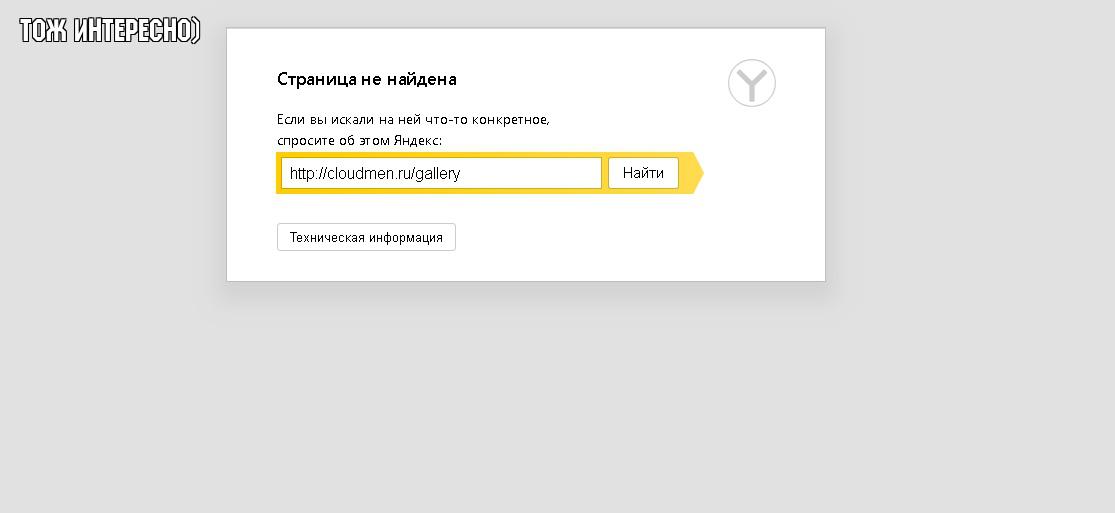 ТОЖ ИНТЕРЕСНО)
Страница не найдена
Если вы искали на ней что-то конкретное,
спросите об этом Яндекс:
http://cloudmen.ru/gallery
Найти
Техническая информация